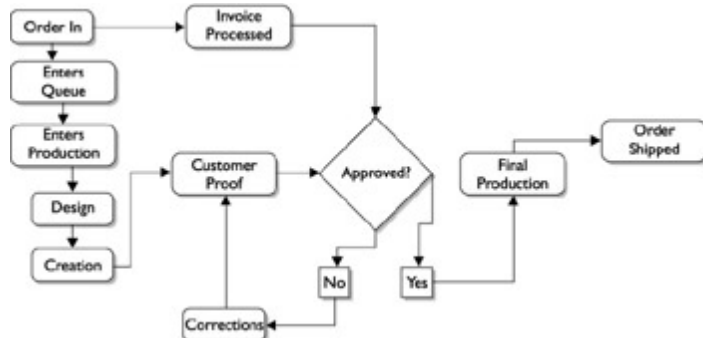 Order In
Invoice
Processed
Enters
Queue
Enters
Production
Design
Creation
Customer
Proof
Approved?
No
Yes
Corrections
Final
Production
Order
Shipped